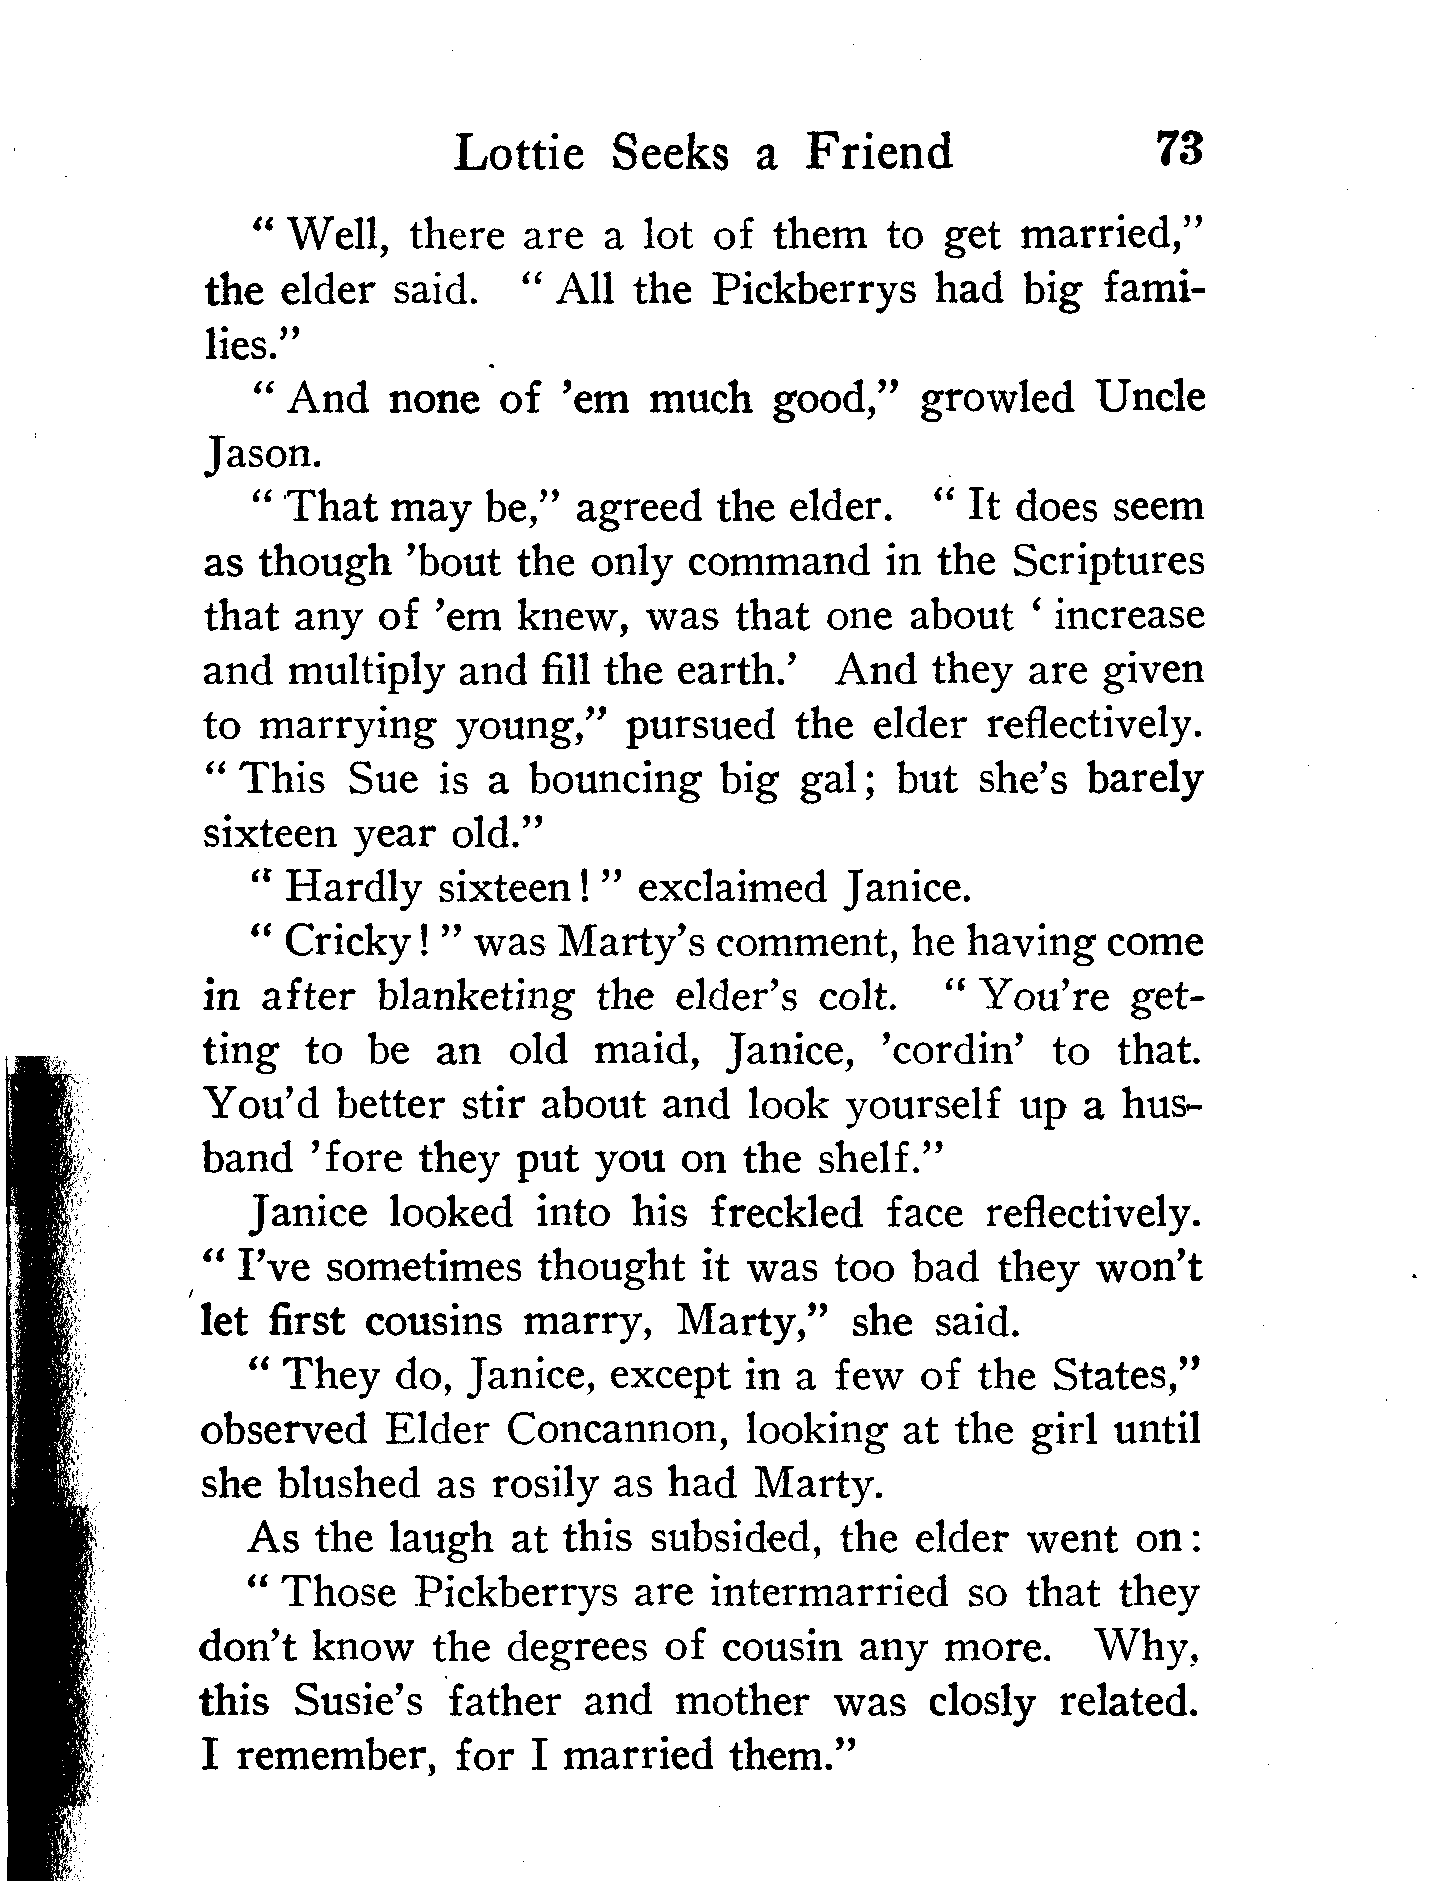 Lottie Seeks a Friend 73
“ Well, there are a lot of them to get married,”
the elder said. “ All the Pickberrys had big fami-
lies.”
“ And none of ’em much good,” growled Uncle
Jason.
“ That may be,” agreed the elder. “ It does seem
as though ’bout the only command in the Scriptures
that any of ’em knew, was that one about ‘ increase
and multiply and fill the earth.’ And they are given
to marrying young,” pursued the elder reflectively.
“ This Sue is a bouncing big gal; but she’s barely
sixteen year old.”
“ Hardly sixteen! ” exclaimed Janice.
“ Cricky! ” was Marty’s comment, he having come
in after blanketing the elder’s colt. “ You’re get-
ting to be an old maid, Janice, ’cordin’ to that.
You’d better stir about and look yourself up a hus-
band ’fore they put you on the shelf.”
Janice looked into his freckled face reflectively.
“ I’ve sometimes thought it was too bad they won’t
let first cousins marry, Marty,” she said.
“ They do, Janice, except in a few of the States,”
observed Elder Concannon, looking at the girl until
she blushed as rosily as had Marty.
As the laugh at this subsided, the elder went on:
“ Those Pickberrys are intermarried so that they
don’t know the degrees of cousin any more. Why,
this Susie’s father and mother was closly related.
I remember, for I married them.”